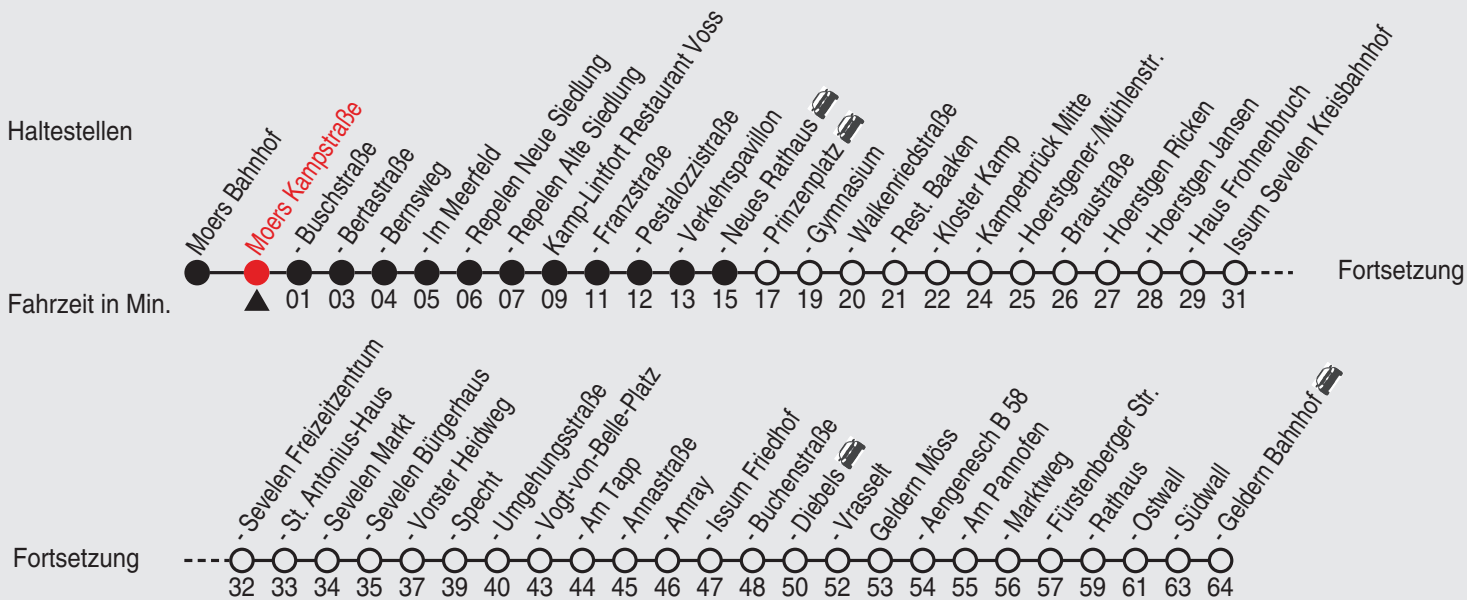 Haltestellen
Moers Bahnhof
Moers Kampstraße
- Buschstraße
- Bertastraße
- Bernsweg
- Im Meerfeld
- Repelen Neue Siedlung
- Repelen Alte Siedlung
Kamp-Lintfort Restaurant Voss
- Franzstraße
- Pestalozzistraße
- Verkehrspavillon
- Neues Rathaus
- Prinzenplatz
- Gymnasium
- Walkenriedstraße
- Rest. Baaken
- Kloster Kamp
- Kamperbrück Mitte
- Hoerstgener-/Mühlenstr.
- Braustraße
- Hoerstgen Ricken
- Hoerstgen Jansen
- Haus Frohnenbruch
Issum Sevelen Kreisbahnhof
Fortsetzung
Fahrzeit in Min. 01 03 04 05 06 07 09 11 12 13 15 17 19 20 21 22 24 25 26 27 28 29 31
- Sevelen Freizeitzentrum
- St. Antonius-Haus
- Sevelen Markt
- Sevelen Bürgerhaus
- Vorster Heidweg
- Specht
- Umgehungsstraße
- Vogt-von-Belle-Platz
- Am Tapp
- Annastraße
- Amray
- Issum Friedhof
- Buchenstraße
- Diebels
- Vrasselt
Geldern Möss
- Aengenesch B 58
- Am Pannofen
- Marktweg
- Fürstenberger Str.
- Rathaus
- Ostwall
- Südwall
- Geldern Bahnhof
Fortsetzung
32 33 34 35 37 39 40 43 44 45 46 47 48 50 52 53 54 55 56 57 59 61 63 64